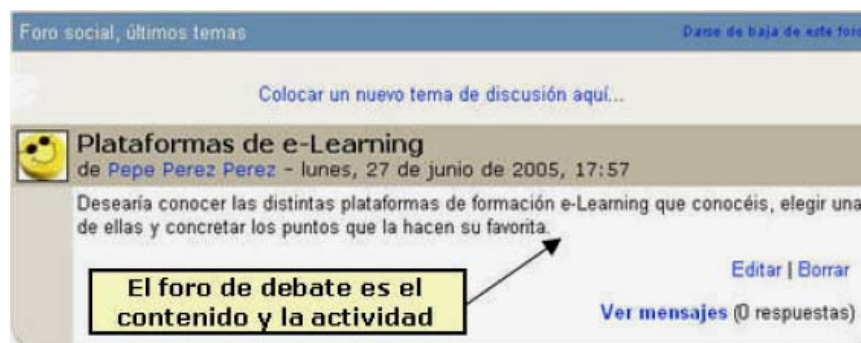 Foro social, últimos temas
Darse de baja de este foro
Colocar un nuevo tema de discusión aquí...
Plataformas de e-Learning
de Pepe Perez Perez - lunes, 27 de junio de 2005, 17:57
Desearía conocer las distintas plataformas de formación e-Learning que conocéis, elegir una
de ellas y concretar los puntos que la hacen su favorita.
Editar | Borrar
El foro de debate es el
contenido y la actividad
Ver mensajes (0 respuestas)